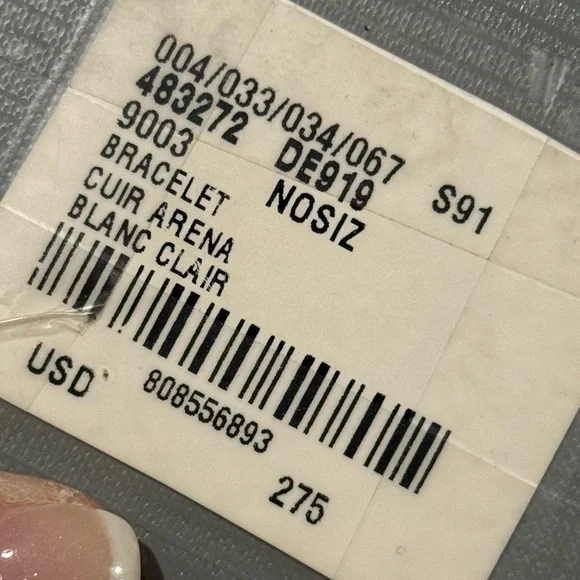 004/033/034/067 S91
483272 DE919
9003 NOSIZ
BRACELET
CUIR ARENA
BLANC CLAIR
808556893
USD 275